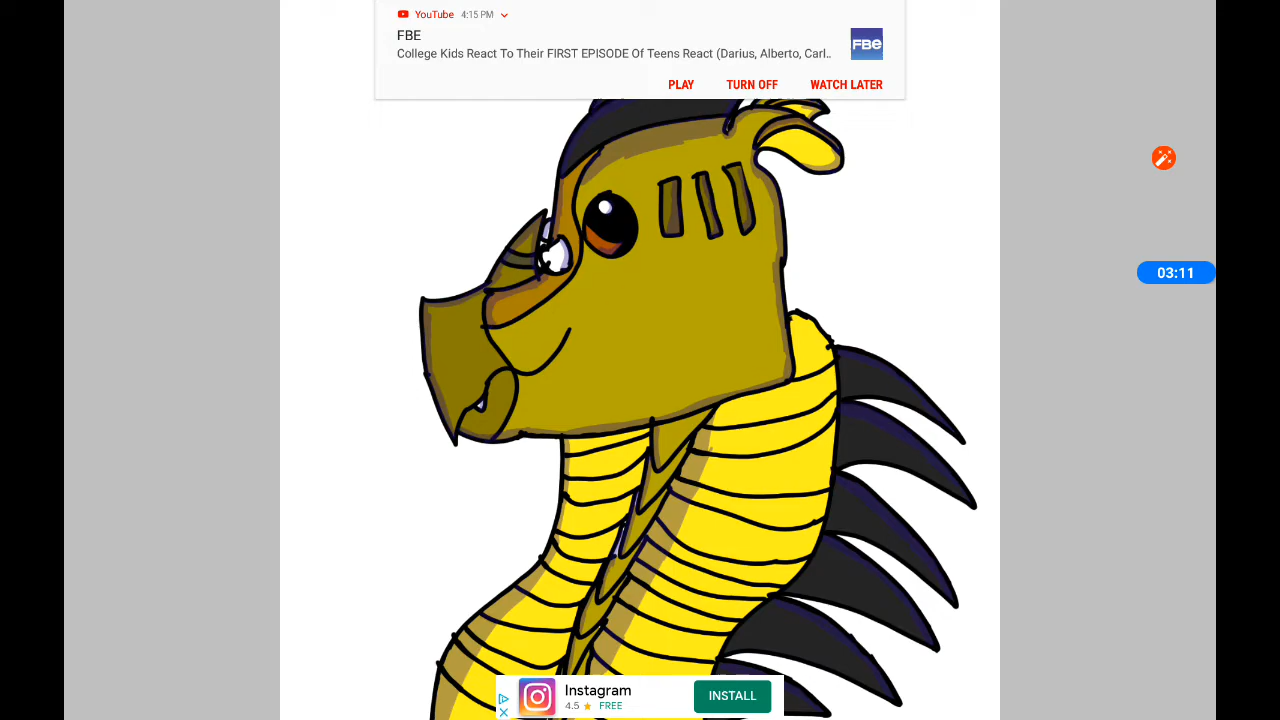 YouTube 4:15 PM
FBE
College Kids React To Their FIRST EPISODE Of Teens React (Darius, Alberto, Carl..
FBE
PLAY TURN OFF WATCH LATER
03:11
Instagram
4.5 FREE
INSTALL